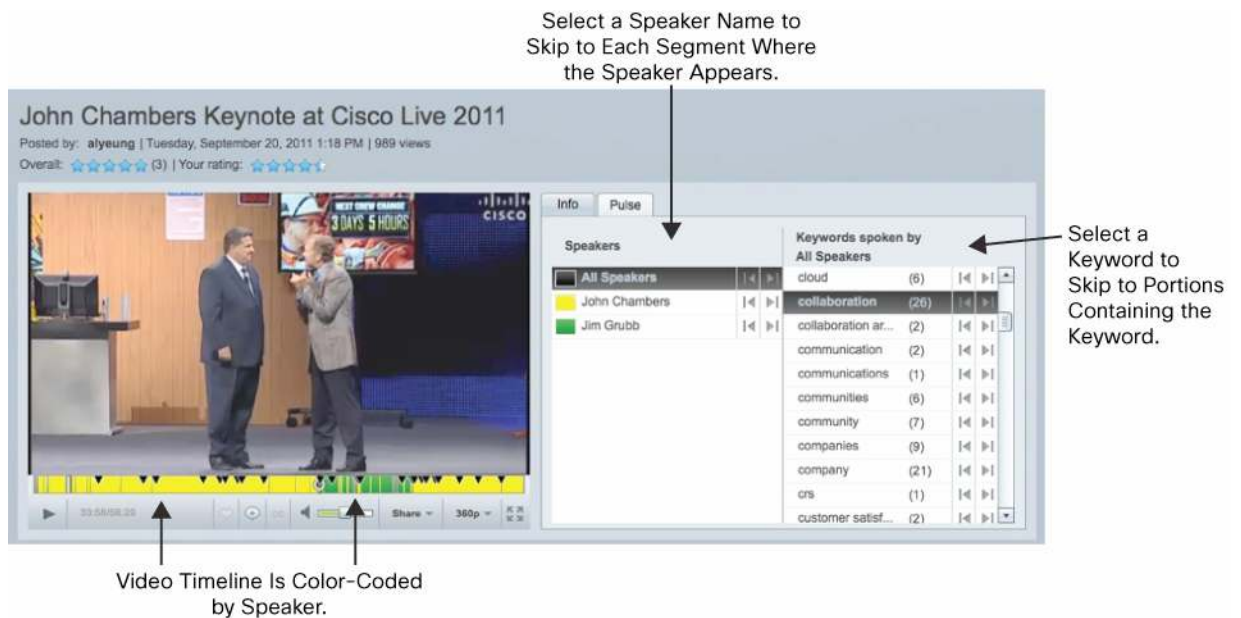 Select a Speaker Name to
Skip to Each Segment Where
the Speaker Appears.
John Chambers Keynote at Cisco Live 2011
Posted by: alyeung | Tuesday, September 20, 2011 1:18 PM | 989 views
Overall: (3) | Your rating:
NEXT CREW CHANGE
3 DAYS 5 HOURS
CISCO
Info
Pulse
Speakers
All Speakers
John Chambers
Jim Grubb
Keywords spoken by
All Speakers
cloud (6)
collaboration (26)
collaboration ar... (2)
communication (2)
communications (1)
communities (6)
community (7)
companies (9)
company (21)
crs (1)
customer satisf... (2)
Select a
Keyword to
Skip to Portions
Containing the
Keyword.
Share
360p
Video Timeline Is Color-Coded
by Speaker.